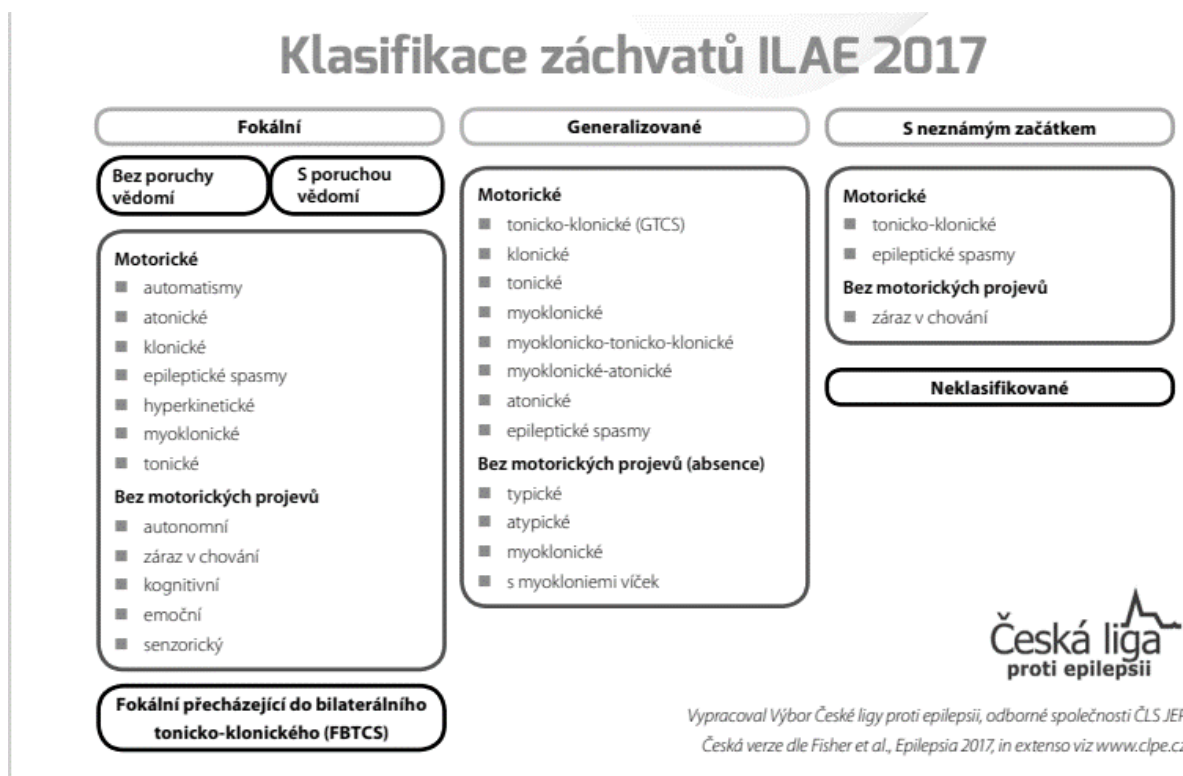 Klasifikace záchvatů ILAE 2017
Fokální
Bez poruchy
vědomí
S poruchou
vědomí
Motorické
automatismy
atonické
klonické
epileptické spasmy
hyperkinetické
myoklonické
tonické
Bez motorických projevů
autonomní
záraz v chování
kognitivní
emoční
senzorický
Fokální přecházející do bilaterálního
tonicko-klonického (FBTCS)
Generalizované
Motorické
tonicko-klonické (GTCS)
klonické
tonické
myoklonické
myoklonicko-tonicko-klonické
myoklonické-atonické
atonické
epileptické spasmy
Bez motorických projevů (absence)
typické
atypické
myoklonické
s myokloniemi víček
S neznámým začátkem
Motorické
tonicko-klonické
epileptické spasmy
Bez motorických projevů
záraz v chování
Neklasifikované
Česká liga
proti epilepsii
Vypracoval Výbor České ligy proti epilepsii, odborné společnosti ČLS JEP
Česká verze dle Fisher et al., Epilepsia 2017, in extenso viz www.clpe.cz